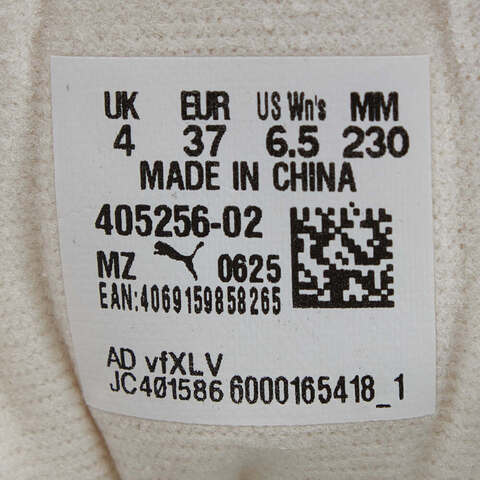 UK EUR US Wn's MM
4 37 6.5 230
MADE IN CHINA
405256-02
MZ 0625
EAN:4069159858265
AD vfXLV
JC401586 6000165418_1